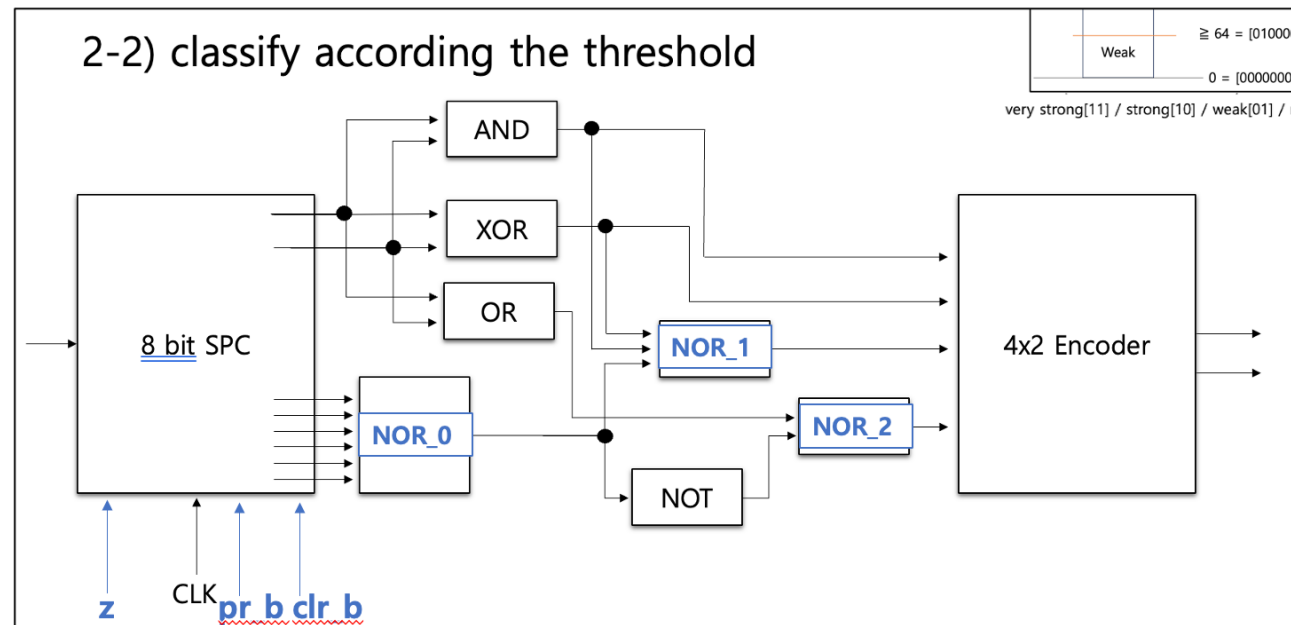 2-2) classify according the threshold
≧ 64 = [01000
Weak
0 = [0000000
very strong[11] / strong[10] / weak[01] /
AND
XOR
OR
8 bit SPC
NOR_1
4x2 Encoder
NOR_0
NOR_2
NOT
CLK
z
pr_b clr_b